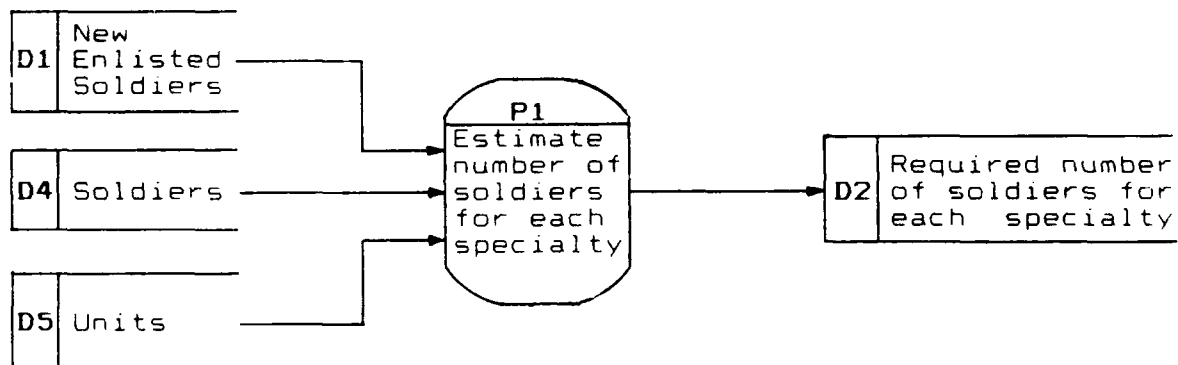 D1
New
Enlisted
Soldiers
D4
Soldiers
D5
Units
P1
Estimate
number of
soldiers
for each
specialty
D2
Required number
of soldiers for
each specialty